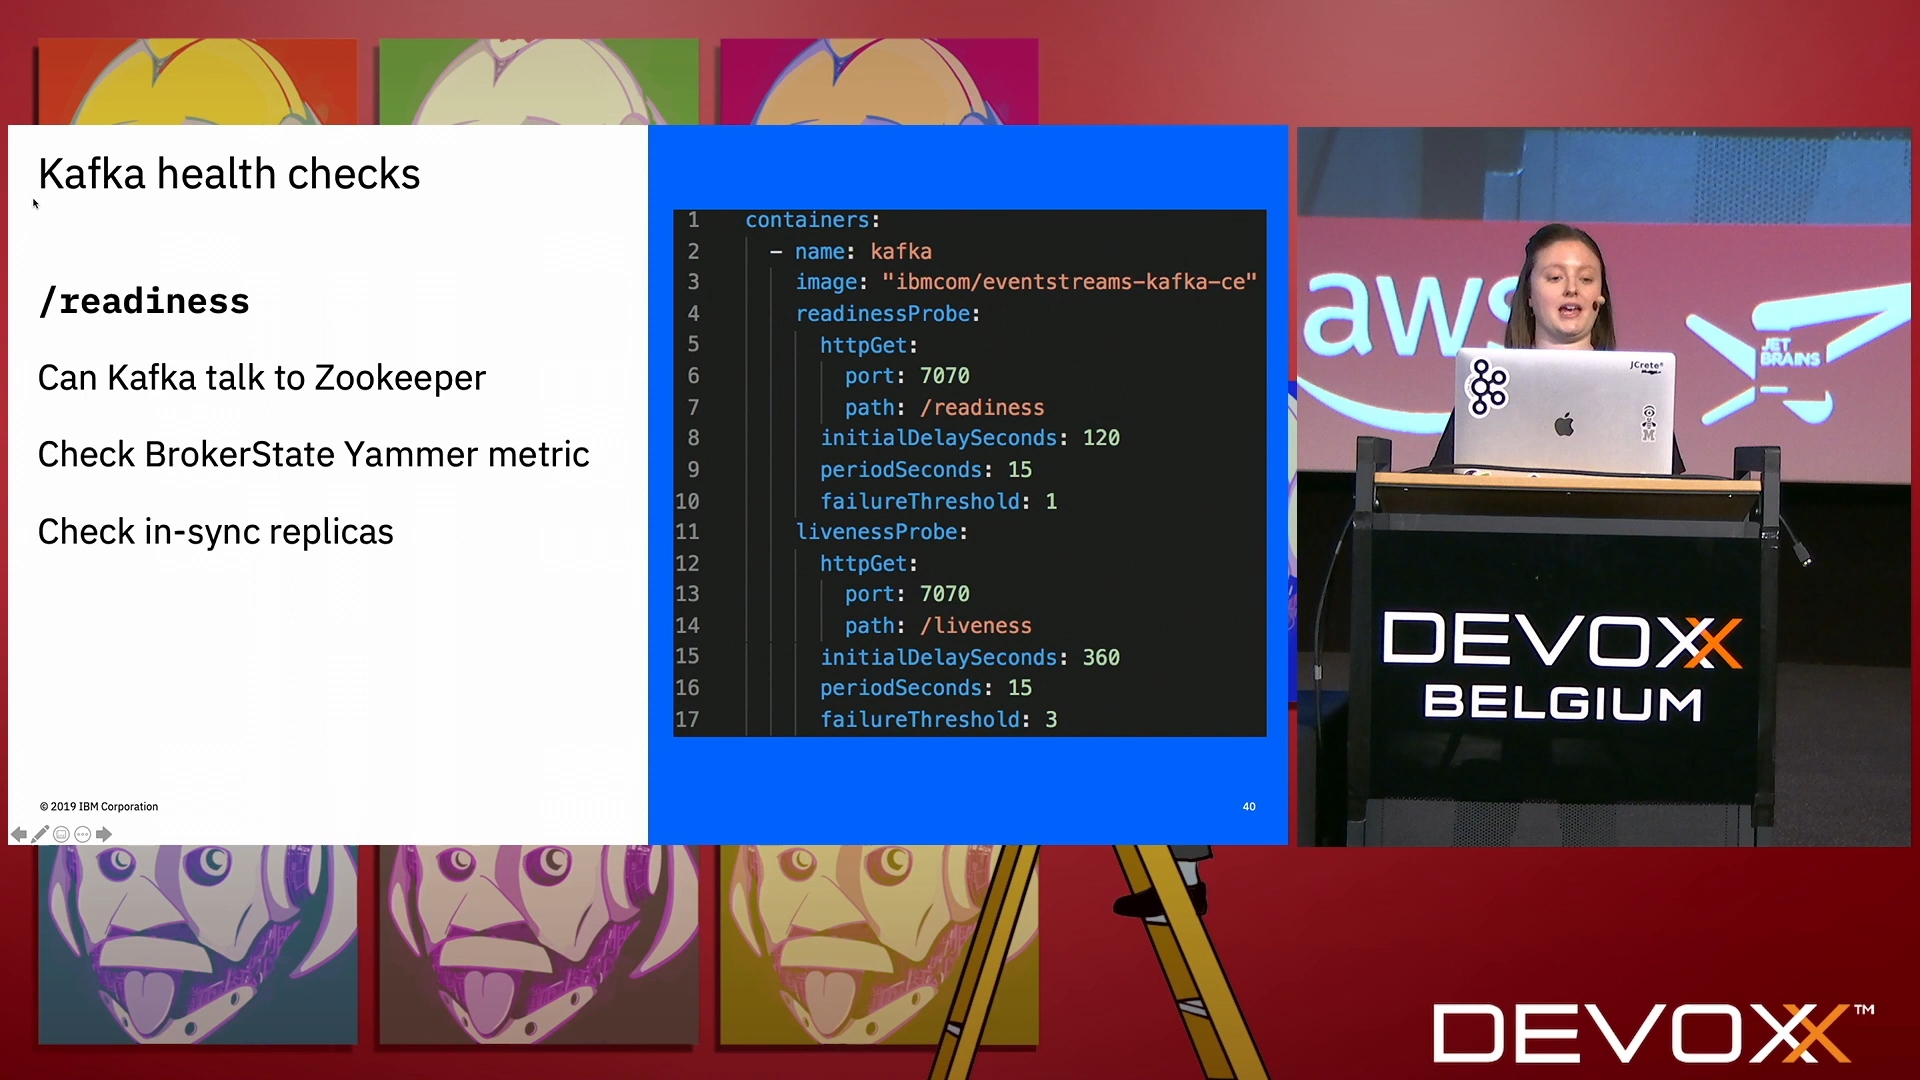 Kafka health checks
/readiness
Can Kafka talk to Zookeeper
Check BrokerState Yammer metric
Check in-sync replicas
© 2019 IBM Corporation
1 containers:
2 - name: kafka
3 image: "ibmcom/eventstreams-kafka-ce"
4 readinessProbe:
5 httpGet:
6 port: 7070
7 path: /readiness
8 initialDelaySeconds: 120
9 periodSeconds: 15
10 failureThreshold: 1
11 livenessProbe:
12 httpGet:
13 port: 7070
14 path: /liveness
15 initialDelaySeconds: 360
16 periodSeconds: 15
17 failureThreshold: 3
40
aws
JET
BRAINS
JCrete
DEVOXX
BELGIUM
DEVOXX™